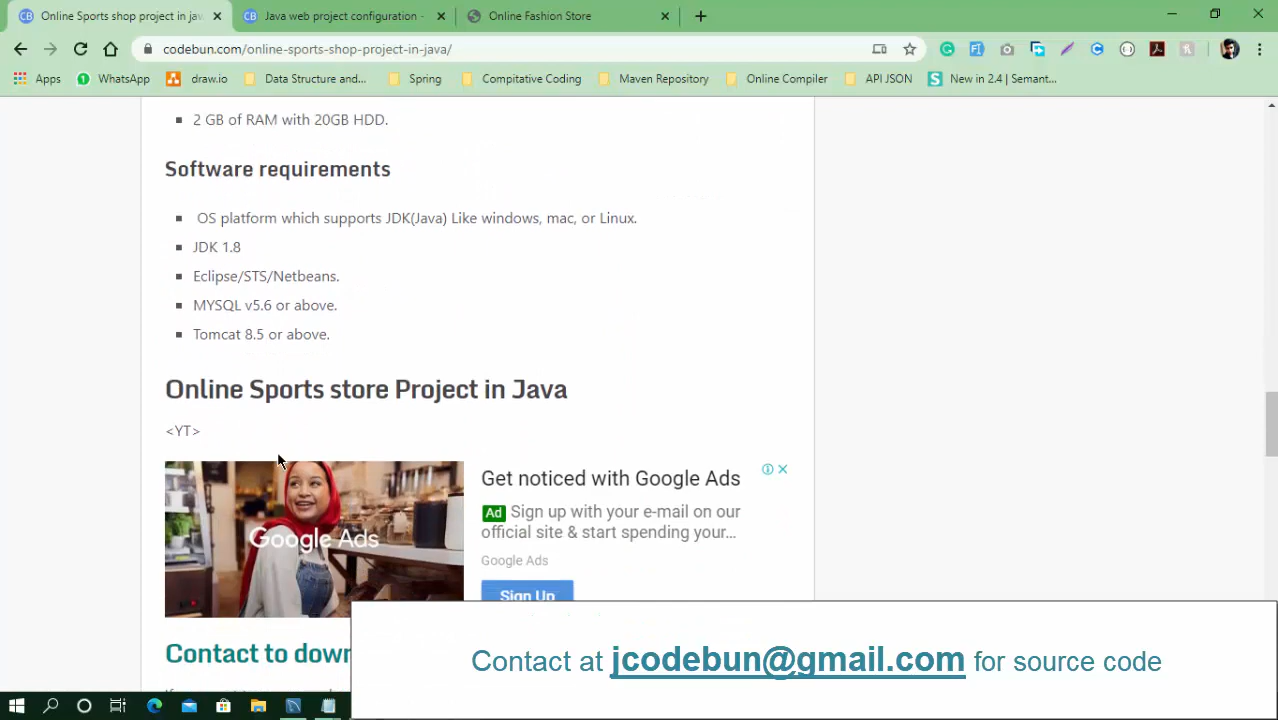 Online Sports shop project in jav
Java web project configuration -
Online Fashion Store
codebun.com/online-sports-shop-project-in-java/
Apps
WhatsApp
draw.io
Data Structure and...
Spring
Compitative Coding
Maven Repository
Online Compiler
API JSON
New in 2.4 | Semant...
2 GB of RAM with 20GB HDD.
Software requirements
OS platform which supports JDK(Java) Like windows, mac, or Linux.
JDK 1.8
Eclipse/STS/Netbeans.
MYSQL v5.6 or above.
Tomcat 8.5 or above.
Online Sports store Project in Java
<YT>
Google Ads
Get noticed with Google Ads
Ad Sign up with your e-mail on our
official site & start spending your...
Google Ads
Sign Up
Contact to down
Contact at jcodebun@gmail.com for source code